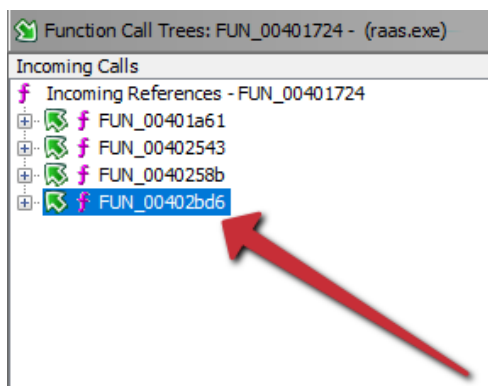 Function Call Trees: FUN_00401724 - (raas.exe)
Incoming Calls
f Incoming References - FUN_00401724
f FUN_00401a61
f FUN_00402543
f FUN_0040258b
f FUN_00402bd6